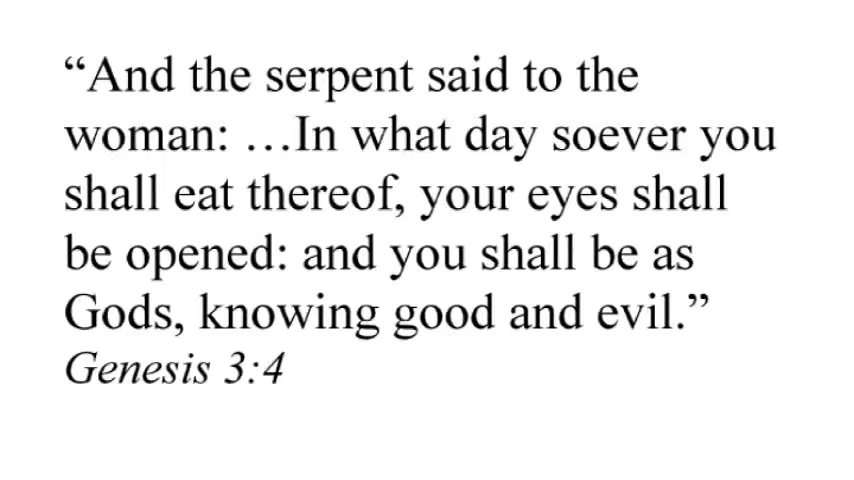 “And the serpent said to the
woman: …In what day soever you
shall eat thereof, your eyes shall
be opened: and you shall be as
Gods, knowing good and evil.”
Genesis 3:4